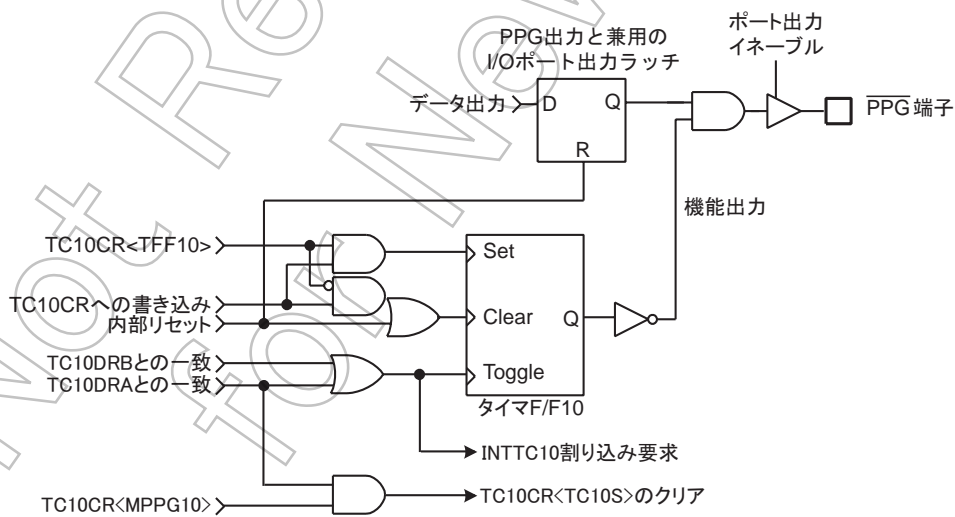 ポート出力
イネーブル
PPG出力と兼用の
I/Oポート出力ラッチ
データ出力
D
Q
R
PPG 端子
機能出力
TC10CR<TFF10>
Set
TC10CRへの書き込み
内部リセット
Clear
Q
TC10DRBとの一致
TC10DRAとの一致
Toggle
タイマF/F10
INTTC10割り込み要求
TC10CR<MPPG10>
TC10CR<TC10S>のクリア
Not Re
for Ne